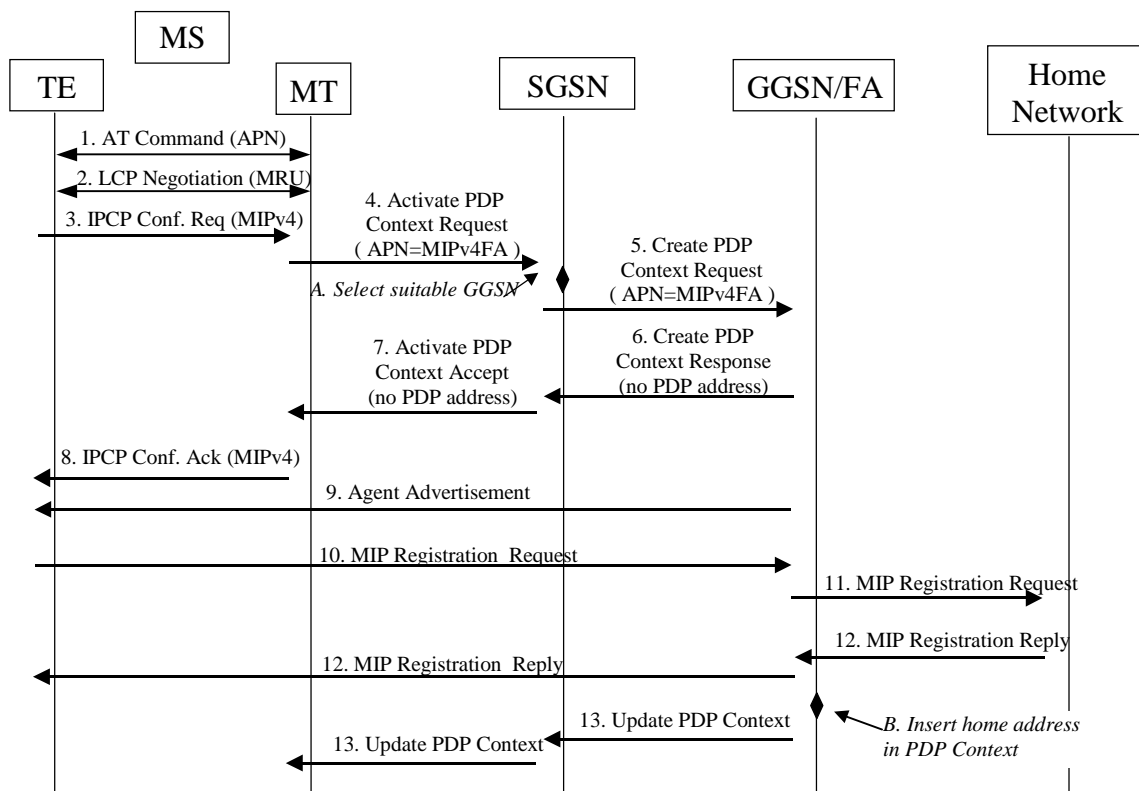 MS
TE
MT
SGSN
GGSN/FA
Home
Network
1. AT Command (APN)
2. LCP Negotiation (MRU)
3. IPCP Conf. Req (MIPv4)
4. Activate PDP
Context Request
( APN=MIPv4FA )
A. Select suitable GGSN
5. Create PDP
Context Request
( APN=MIPv4FA )
6. Create PDP
Context Response
(no PDP address)
7. Activate PDP
Context Accept
(no PDP address)
8. IPCP Conf. Ack (MIPv4)
9. Agent Advertisement
10. MIP Registration Request
11. MIP Registration Request
12. MIP Registration Reply
12. MIP Registration Reply
13. Update PDP Context
B. Insert home address
in PDP Context
13. Update PDP Context